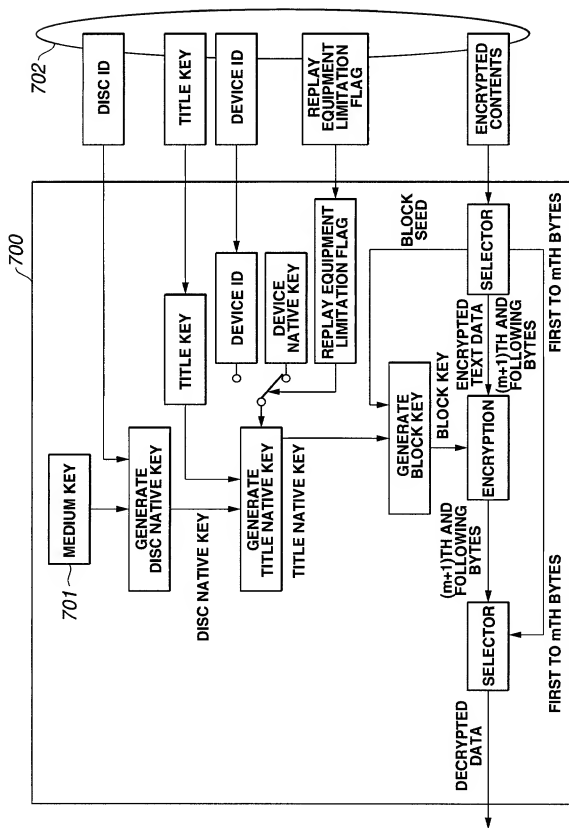 702
DISC ID
TITLE KEY
DEVICE ID
REPLAY
EQUIPMENT
LIMITATION
FLAG
ENCRYPTED
CONTENTS
700
MEDIUM KEY
701
GENERATE
DISC NATIVE KEY
DISC NATIVE KEY
TITLE KEY
GENERATE
TITLE NATIVE KEY
TITLE NATIVE KEY
DEVICE ID
DEVICE
NATIVE KEY
REPLAY EQUIPMENT
LIMITATION FLAG
BLOCK
SEED
GENERATE
BLOCK KEY
BLOCK KEY
SELECTOR
FIRST TO mTH BYTES
ENCRYPTED
TEXT DATA
(m+1)TH AND
FOLLOWING
BYTES
ENCRYPTION
(m+1)TH AND
FOLLOWING
BYTES
SELECTOR
FIRST TO mTH BYTES
DECRYPTED
DATA